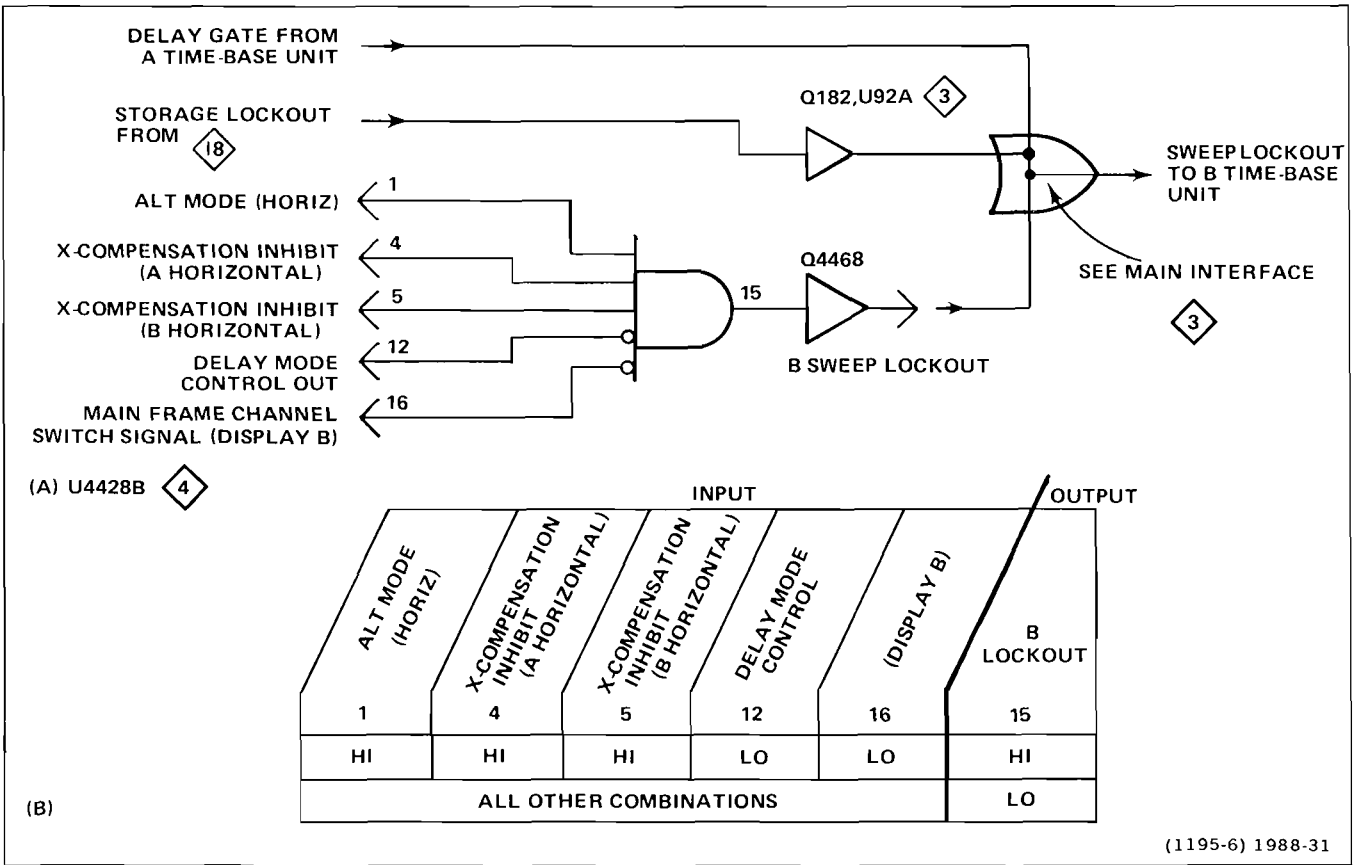 DELAY GATE FROM
A TIME-BASE UNIT
Q182,U92A 3
STORAGE LOCKOUT
FROM 18
SWEEP LOCKOUT
TO B TIME-BASE
UNIT
1
ALT MODE (HORIZ)
4
X-COMPENSATION INHIBIT
(A HORIZONTAL)
Q4468
SEE MAIN INTERFACE
3
5
X-COMPENSATION INHIBIT
(B HORIZONTAL)
15
12
DELAY MODE
CONTROL OUT
B SWEEP LOCKOUT
16
MAIN FRAME CHANNEL
SWITCH SIGNAL (DISPLAY B)
(A) U4428B 4
INPUT
OUTPUT
ALT MODE
(HORIZ)
X-COMPENSATION
INHIBIT
(A HORIZONTAL)
X-COMPENSATION
INHIBIT
(B HORIZONTAL)
DELAY MODE
CONTROL
(DISPLAY B)
B
LOCKOUT
1 4 5 12 16 15
HI HI HI LO LO HI
ALL OTHER COMBINATIONS LO
(B)
(1195-6) 1988-31